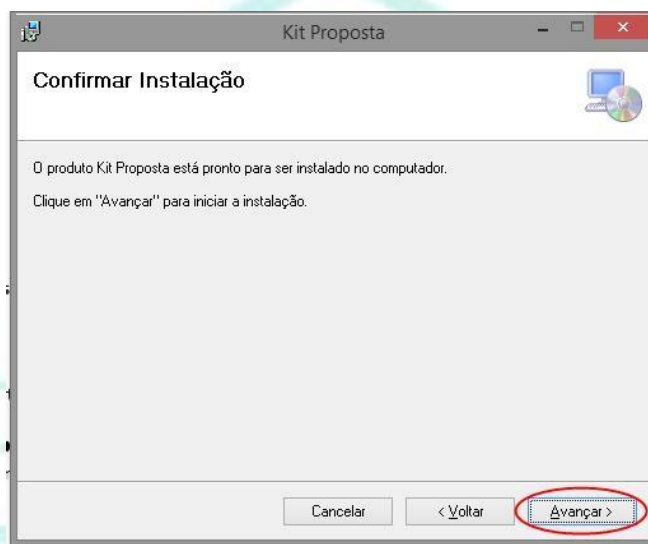 Kit Proposta
Confirmar Instalação
O produto Kit Proposta está pronto para ser instalado no computador.
Clique em "Avançar" para iniciar a instalação.
Cancelar
< Voltar
Avançar >